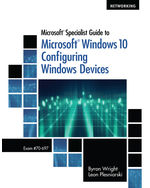 NETWORKING
Microsoft® Specialist Guide to
Microsoft® Windows 10
Configuring
Windows Devices
Exam #70-697
Byron Wright
Leon Plesniarski